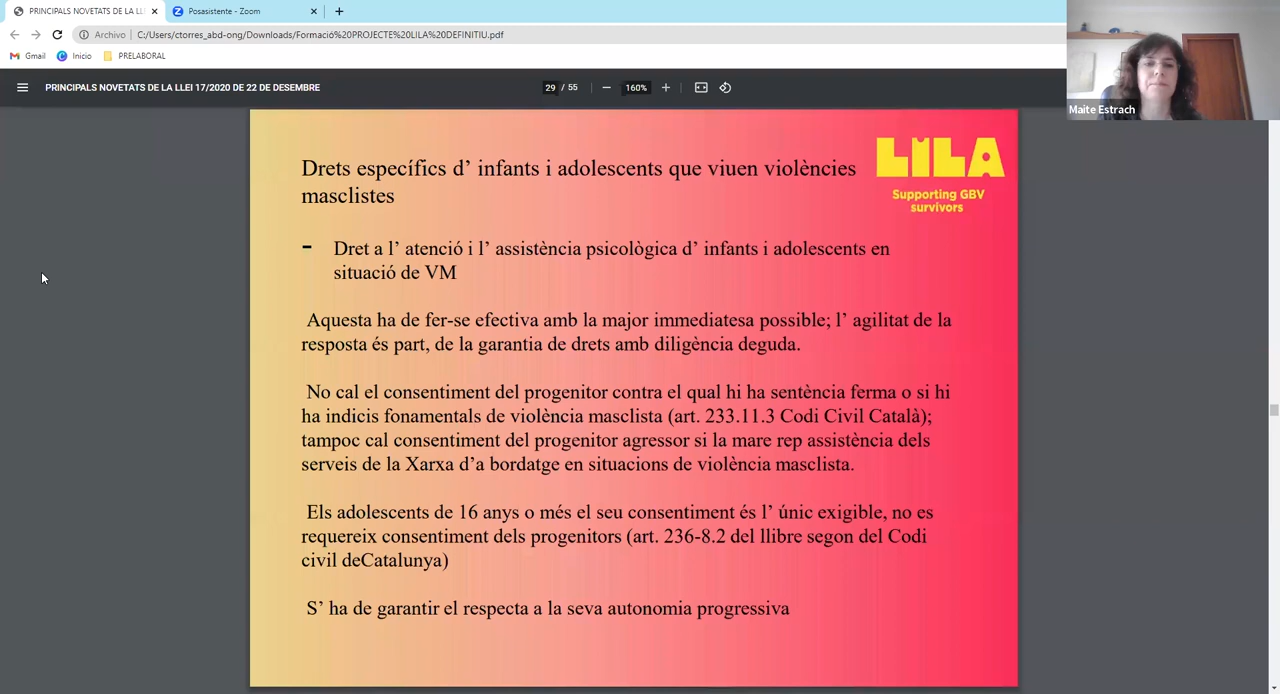 PRINCIPALS NOVETATS DE LA LL
Posasistente - Zoom
Archivo
C:/Users/ctorres_abd-ong/Downloads/Formació%20PROJECTE%20LILA%20DEFINITIU.pdf
Gmail
Inicio
PRELABORAL
PRINCIPALS NOVETATS DE LA LLEI 17/2020 DE 22 DE DESEMBRE
29 / 55
160%
Maite Estrach
Drets específics d' infants i adolescents que viuen violències
masclistes
LILA
Supporting GBV
survivors
- Dret a l' atenció i l' assistència psicològica d' infants i adolescents en
situació de VM
Aquesta ha de fer-se efectiva amb la major immediatesa possible; l' agilitat de la
resposta és part, de la garantia de drets amb diligència deguda.
No cal el consentiment del progenitor contra el qual hi ha sentència ferma o si hi
ha indicis fonamentals de violència masclista (art. 233.11.3 Codi Civil Català);
tampoc cal consentiment del progenitor agressor si la mare rep assistència dels
serveis de la Xarxa d'a bordatge en situacions de violència masclista.
Els adolescents de 16 anys o més el seu consentiment és l' únic exigible, no es
requereix consentiment dels progenitors (art. 236-8.2 del llibre segon del Codi
civil deCatalunya)
S' ha de garantir el respecta a la seva autonomia progressiva